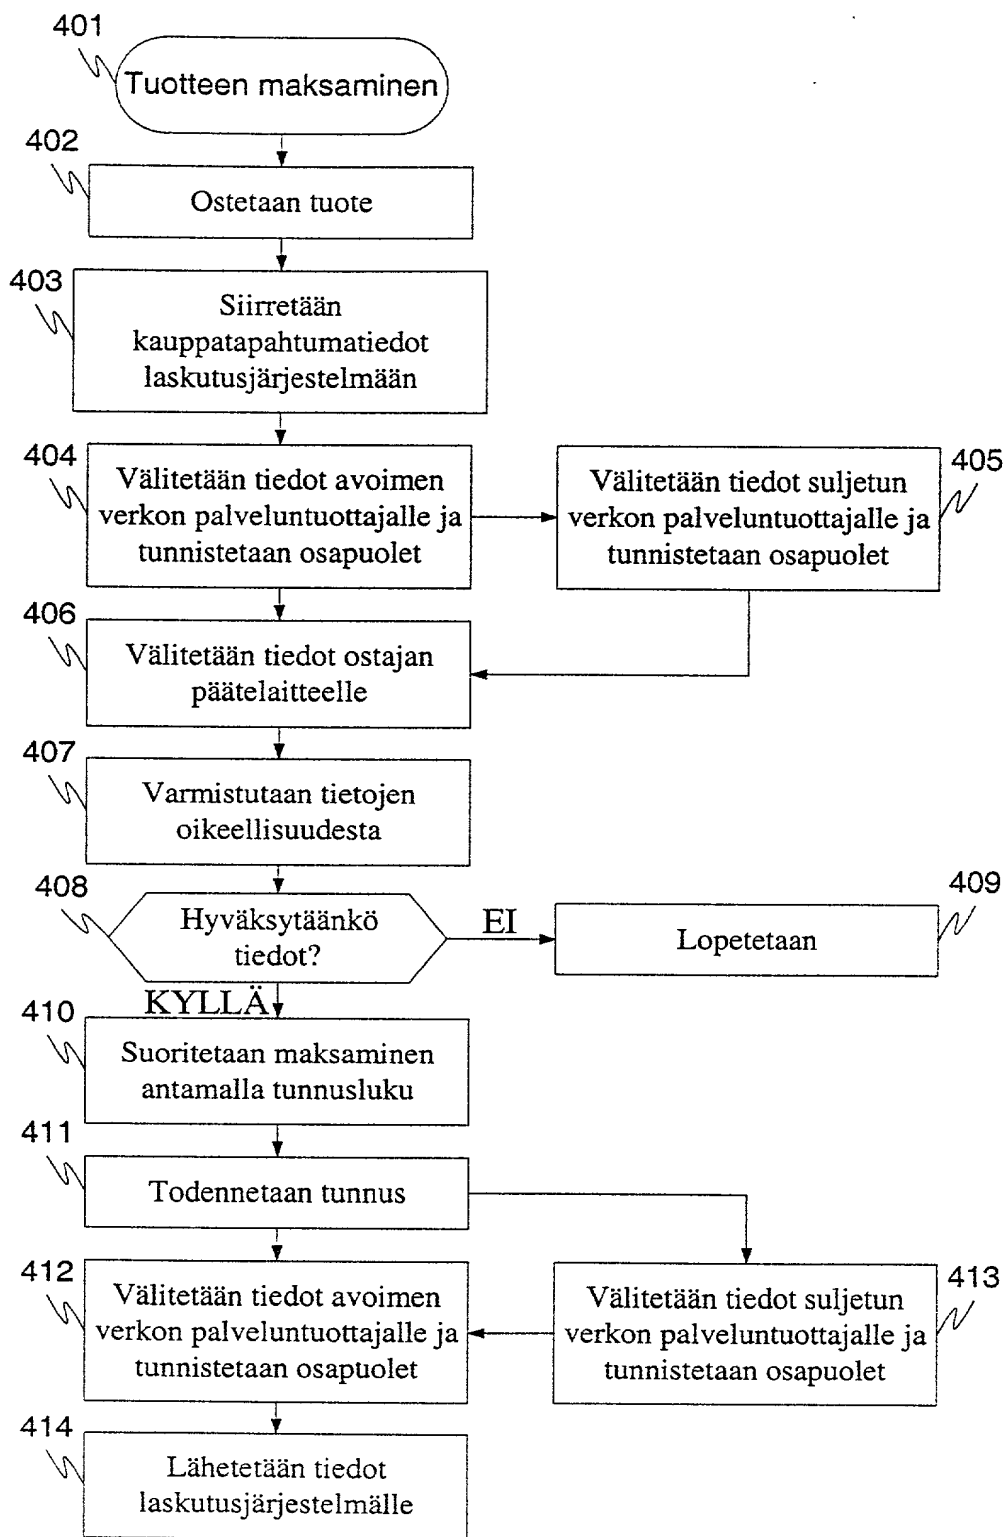 401
Tuotteen maksaminen
402
Ostetaan tuote
403
Siirretään
kauppatapahtumatiedot
laskutusjärjestelmään
404
Välitetään tiedot avoimen
verkon palveluntuottajalle ja
tunnistetaan osapuolet
405
Välitetään tiedot suljetun
verkon palveluntuottajalle ja
tunnistetaan osapuolet
406
Välitetään tiedot ostajan
päätelaitteelle
407
Varmistutaan tietojen
oikeellisuudesta
408
Hyväksytäänkö
tiedot?
EI
409
Lopetetaan
KYLLÄ
410
Suoritetaan maksaminen
antamalla tunnusluku
411
Todennetaan tunnus
412
Välitetään tiedot avoimen
verkon palveluntuottajalle ja
tunnistetaan osapuolet
413
Välitetään tiedot suljetun
verkon palveluntuottajalle ja
tunnistetaan osapuolet
414
Lähetetään tiedot
laskutusjärjestelmälle